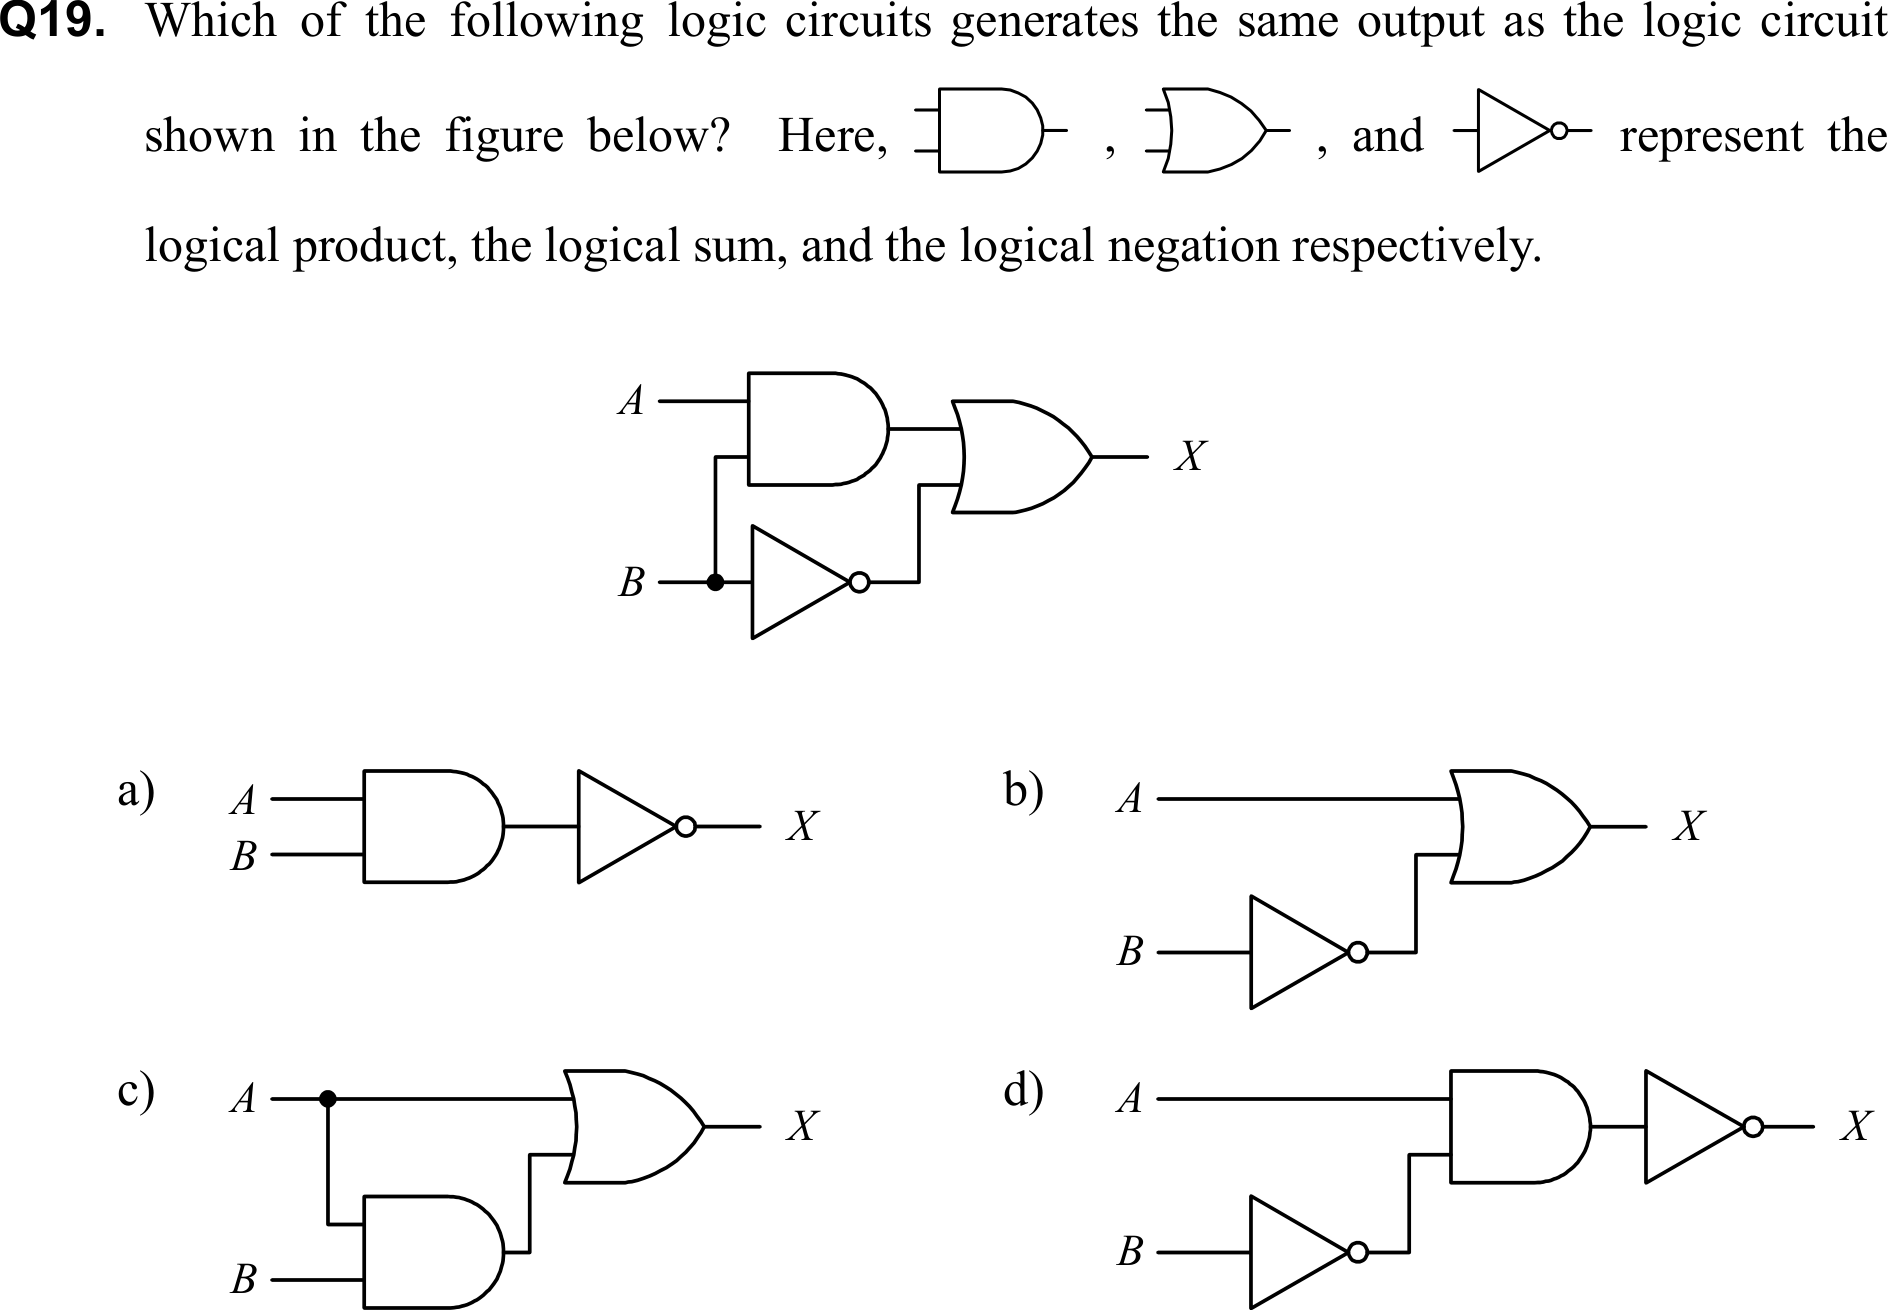 Q19. Which of the following logic circuits generates the same output as the logic circuit
shown in the figure below? Here, , , and represent the
logical product, the logical sum, and the logical negation respectively.
A
X
B
a) A X
B
b) A X
B
c) A X
B
d) A X
B